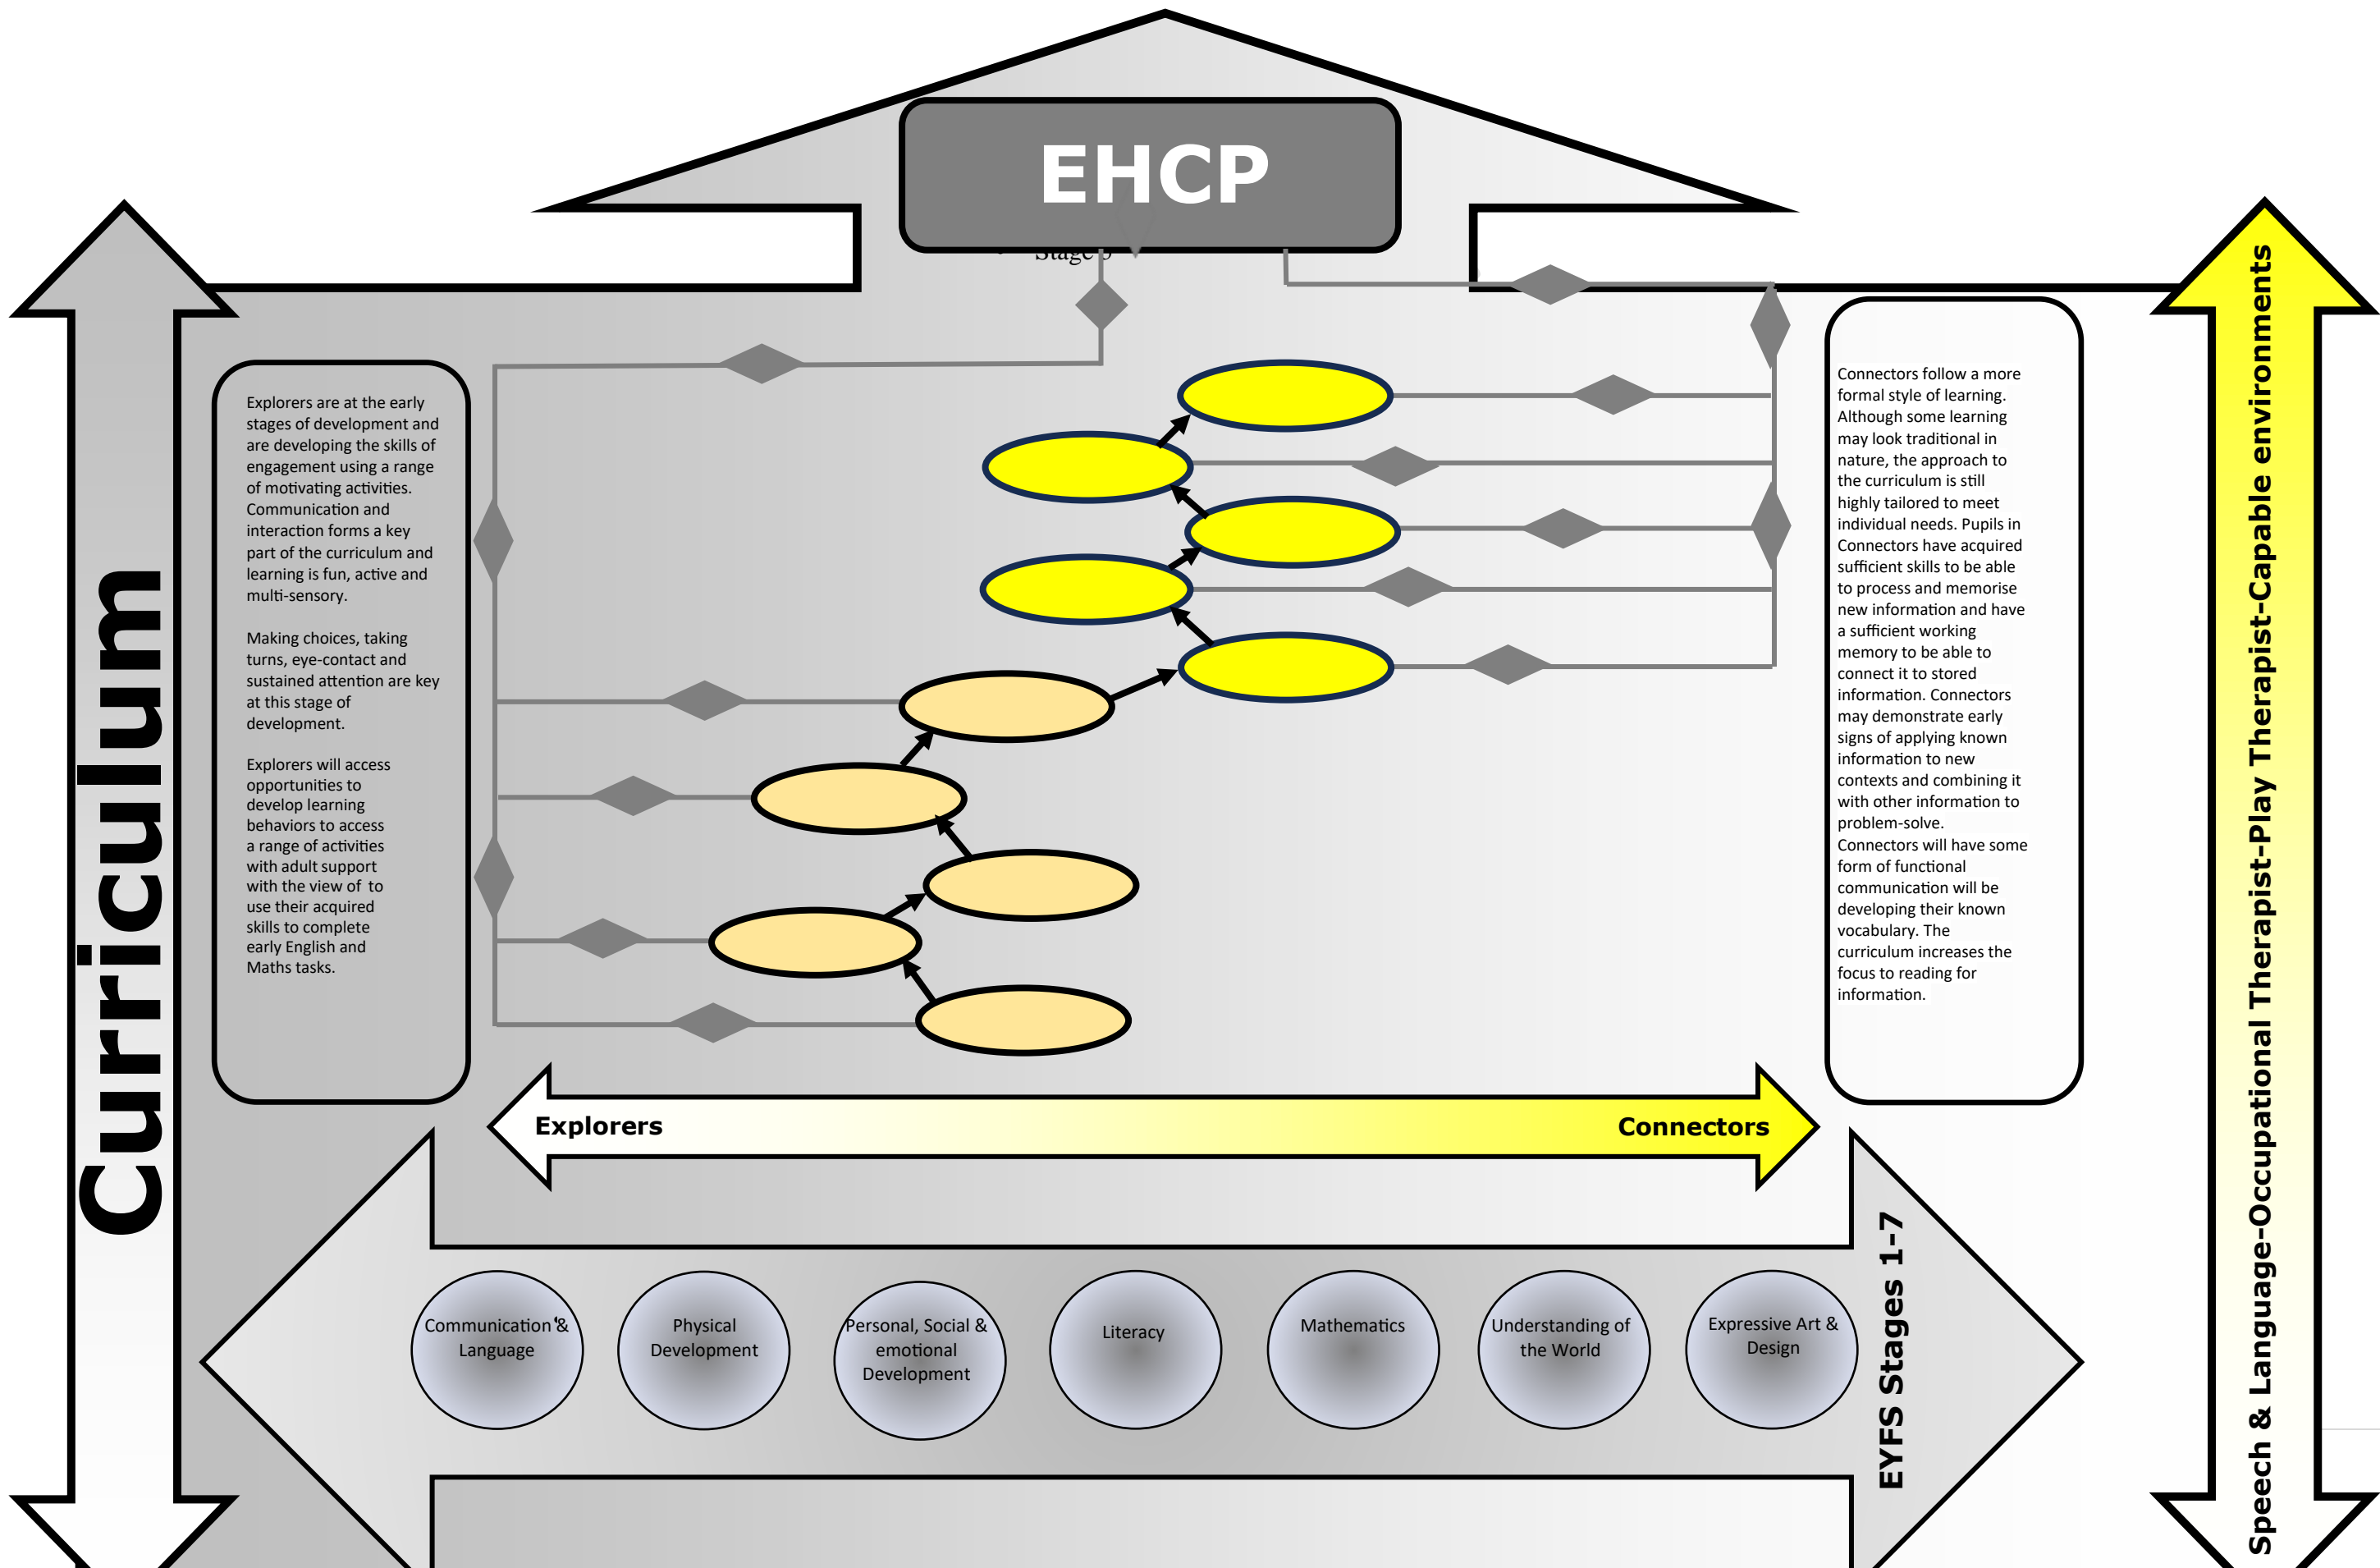 EHCP
Stage
Curriculum
Explorers are at the early
stages of development and
are developing the skills of
engagement using a range
of motivating activities.
Communication and
interaction forms a key
part of the curriculum and
learning is fun, active and
multi-sensory.
Making choices, taking
turns, eye-contact and
sustained attention are key
at this stage of
development.
Explorers will access
opportunities to
develop learning
behaviors to access
a range of activities
with adult support
with the view of to
use their acquired
skills to complete
early English and
Maths tasks.
Connectors follow a more
formal style of learning.
Although some learning
may look traditional in
nature, the approach to
the curriculum is still
highly tailored to meet
individual needs. Pupils in
Connectors have acquired
sufficient skills to be able
to process and memorise
new information and have
a sufficient working
memory to be able to
connect it to stored
information. Connectors
may demonstrate early
signs of applying known
information to new
contexts and combining it
with other information to
problem-solve.
Connectors will have some
form of functional
communication will be
developing their known
vocabulary. The
curriculum increases the
focus to reading for
information.
Speech & Language-Occupational Therapist-Play Therapist-Capable environments
Explorers
Connectors
Communication &
Language
Physical
Development
Personal, Social &
emotional
Development
Literacy
Mathematics
Understanding of
the World
Expressive Art &
Design
EYFS Stages 1-7